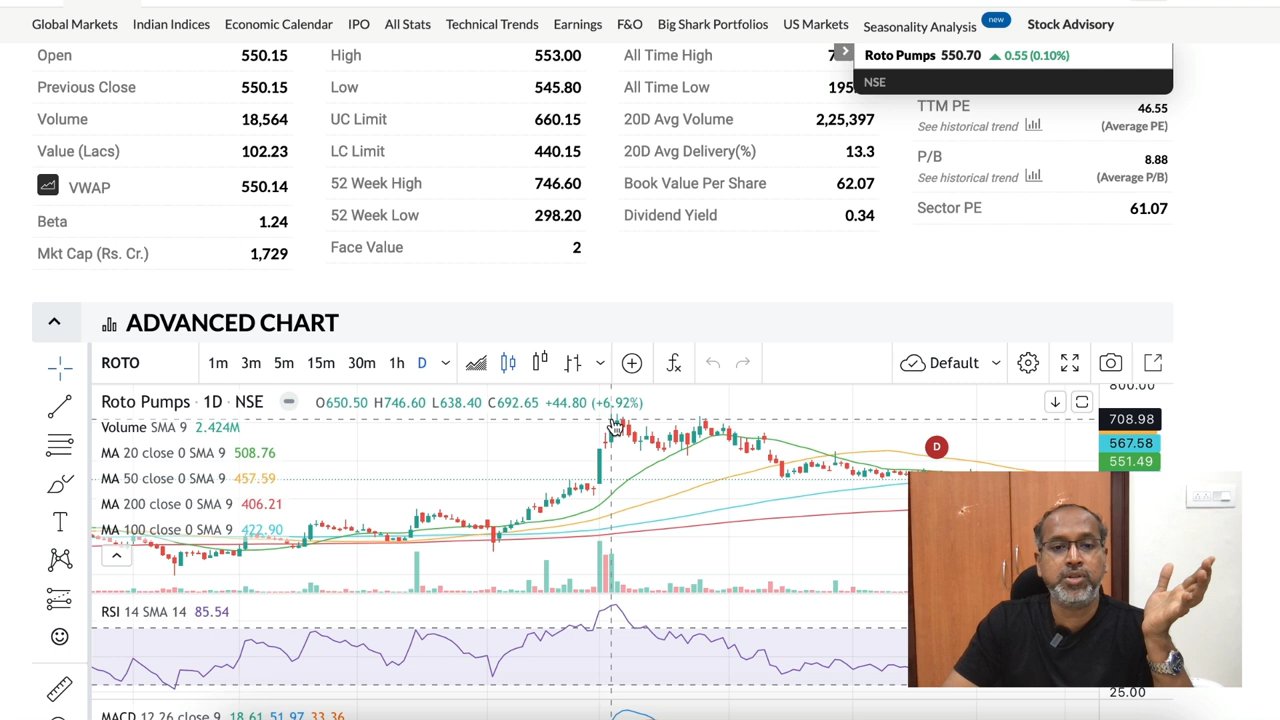 Global Markets Indian Indices Economic Calendar IPO All Stats Technical Trends Earnings F&O Big Shark Portfolios US Markets Seasonality Analysis new Stock Advisory
Roto Pumps 550.70 0.55 (0.10%)
NSE
Open 550.15 High 553.00 All Time High
Previous Close 550.15 Low 545.80 All Time Low
Volume 18,564 UC Limit 660.15 20D Avg Volume 2,25,397 TTM PE 46.55
See historical trend (Average PE)
Value (Lacs) 102.23 LC Limit 440.15 20D Avg Delivery(%) 13.3 P/B 8.88
See historical trend (Average P/B)
VWAP 550.14 52 Week High 746.60 Book Value Per Share 62.07
Beta 1.24 52 Week Low 298.20 Dividend Yield 0.34 Sector PE 61.07
Mkt Cap (Rs. Cr.) 1,729 Face Value 2
ADVANCED CHART
ROTO 1m 3m 5m 15m 30m 1h D Default
800.00
Roto Pumps · 1D · NSE O650.50 H746.60 L638.40 C692.65 +44.80 (+6.92%)
708.98
Volume SMA 9 2.424M
567.58
MA 20 close 0 SMA 9 508.76
551.49
D
MA 50 close 0 SMA 9 457.59
MA 200 close 0 SMA 9 406.21
MA 100 close 0 SMA 9 422.90
RSI 14 SMA 14 85.54
25.00
MACD 12 26 close 9 18.61 51.97 33.36